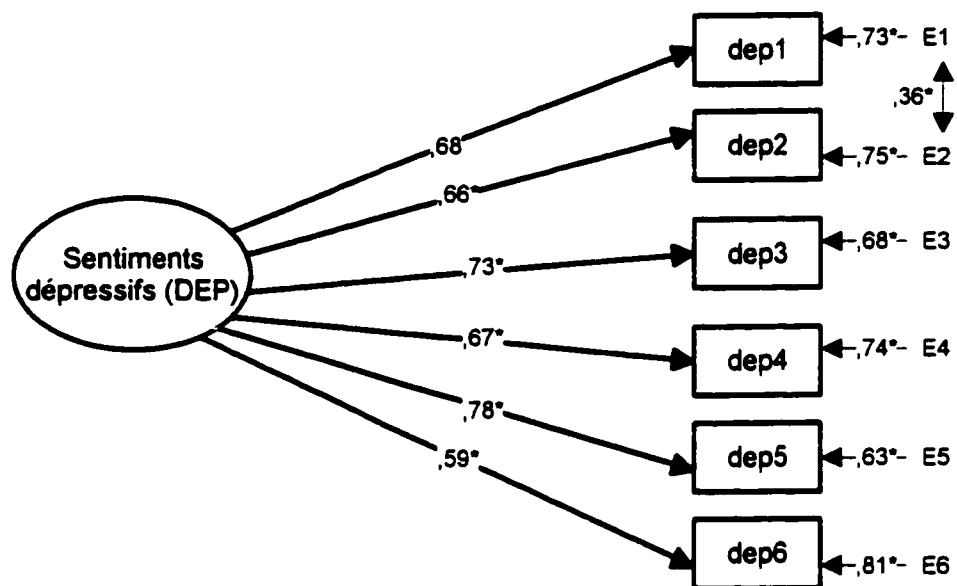 dep1
,73*
E1
,36*
,68
dep2
,75*
E2
,66*
Sentiments
dépressifs (DEP)
,73*
dep3
,68*
E3
,67*
dep4
,74*
E4
,78*
dep5
,63*
E5
,59*
dep6
,81*
E6